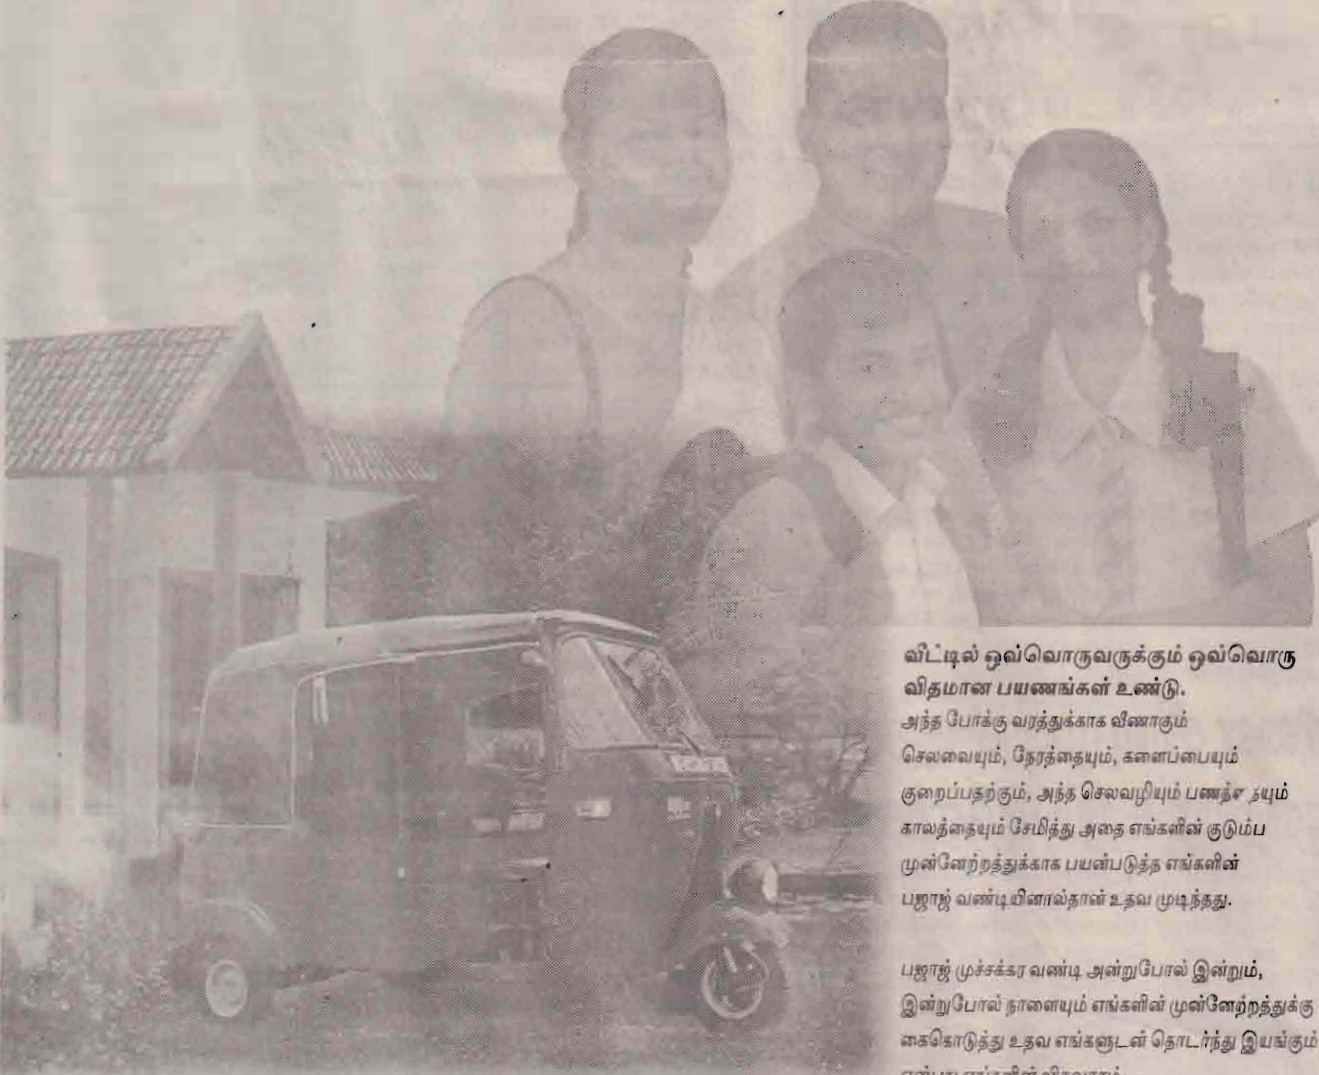 வீட்டில் ஒவ்வொருவருக்கும் ஒவ்வொரு
விதமான பயணங்கள் உண்டு.
அந்த போக்கு வரத்துக்காக வீணாகும்
செலவையும், நேரத்தையும், களைப்பையும்
குறைப்பதற்கும், அந்த செலவழியும்
காலத்தையும் சேமித்து அதை எங்களின் குடும்ப
முன்னேற்றத்துக்காக பயன்படுத்த எங்களின்
பஜாஜ் வண்டியினால்தான் உதவ முடிந்தது.
பஜாஜ் முச்சக்கர வண்டி அன்றுபோல் இன்றும்,
இன்றுபோல் நாளையும் எங்களின் முன்னேற்றத்துக்கு
கைகொடுத்து உதவ எங்களுடன் தொடர்ந்து இயங்கும்